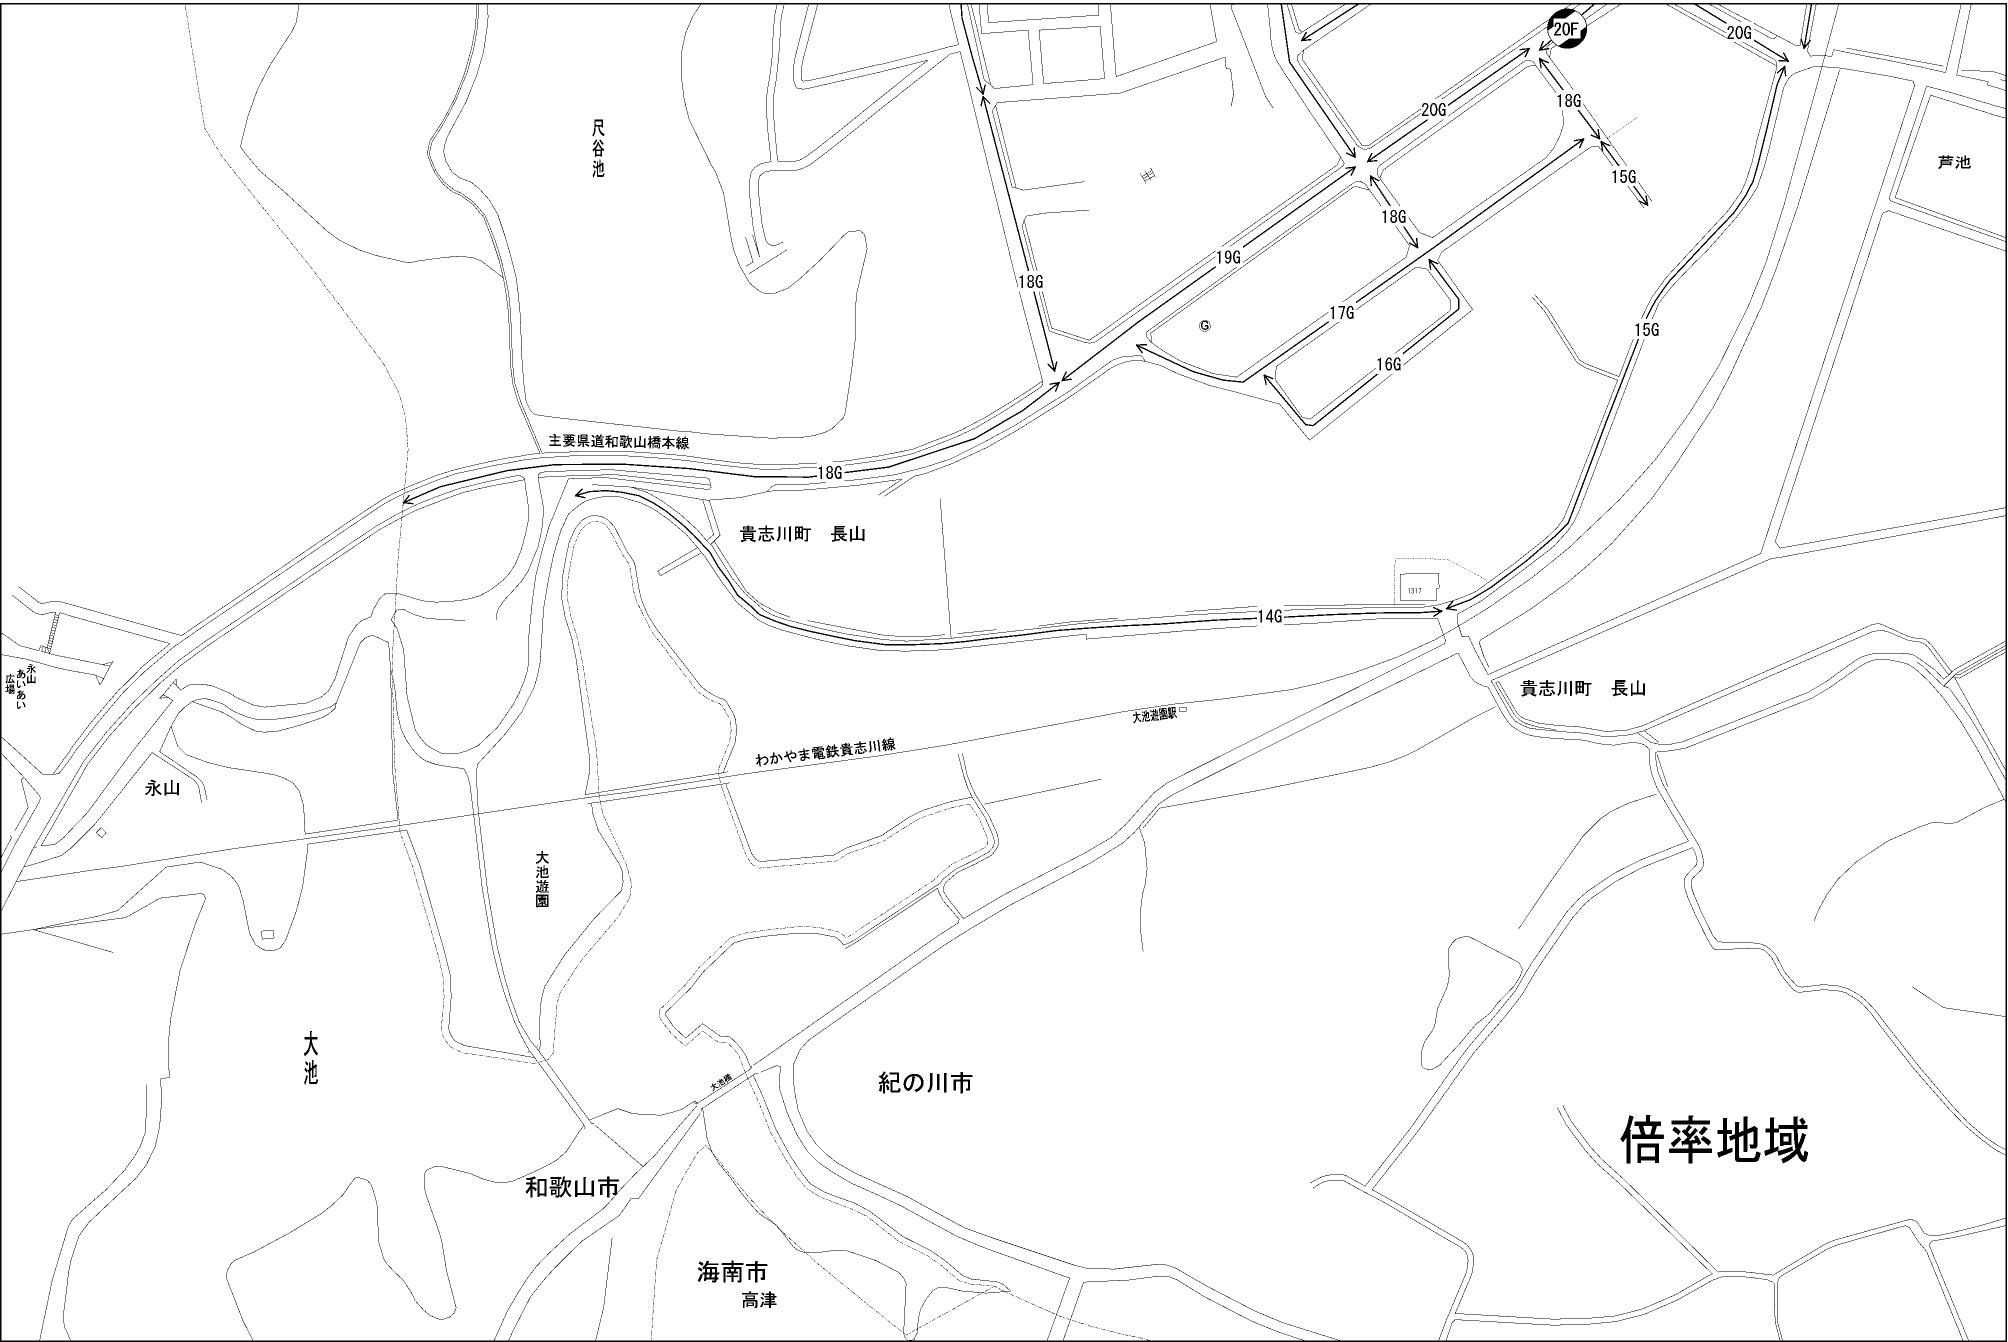 20F
20G
20G
18G
尺谷池
芦池
15G
18G
19G
18G
17G
15G
G
16G
主要県道和歌山橋本線
18G
貴志川町 長山
1317
14G
永山
あいあい
広場
貴志川町 長山
大池遊園駅
わかやま電鉄貴志川線
永山
大池遊園
大池
大池橋
紀の川市
倍率地域
和歌山市
海南市
高津